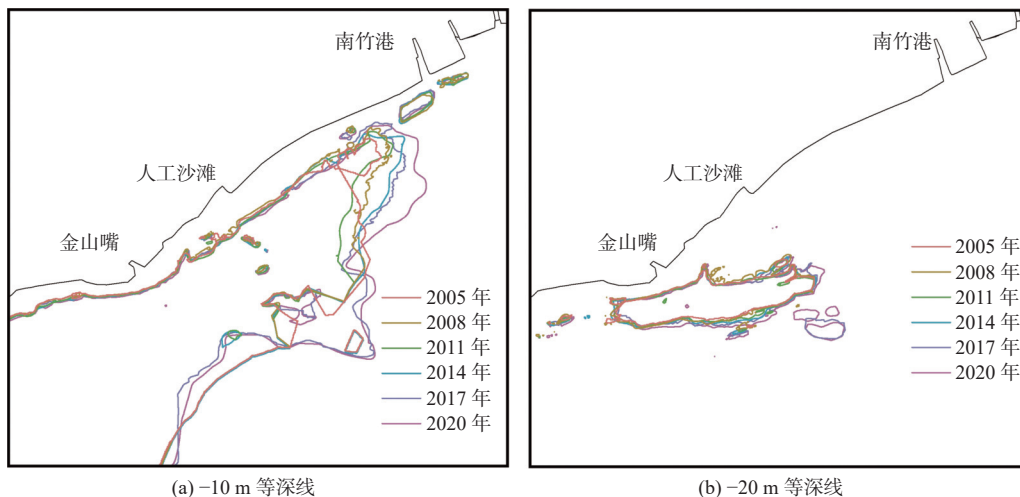 南竹港
人工沙滩
金山嘴
2005 年
2008 年
2011 年
2014 年
2017 年
2020 年
(a) −10 m 等深线
南竹港
人工沙滩
金山嘴
2005 年
2008 年
2011 年
2014 年
2017 年
2020 年
(b) −20 m 等深线